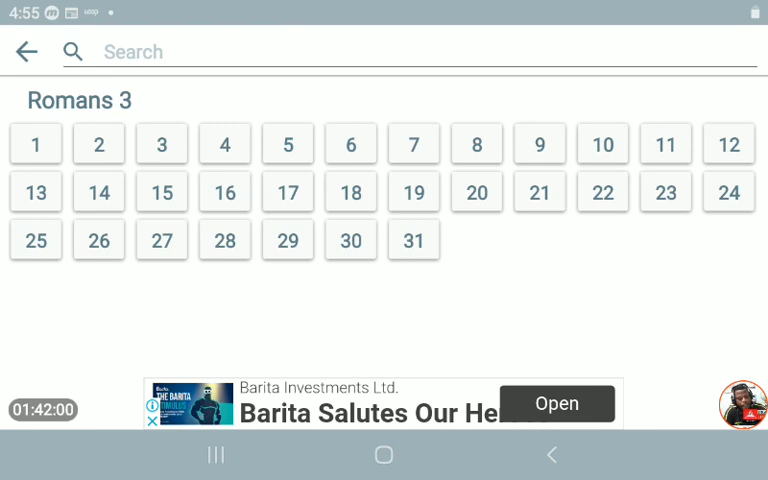 4:55
Search
Romans 3
1 2 3 4 5 6 7 8 9 10 11 12
13 14 15 16 17 18 19 20 21 22 23 24
25 26 27 28 29 30 31
Barita Investments Ltd.
THE BARITA
Barita Salutes Our He
Open
01:42:00